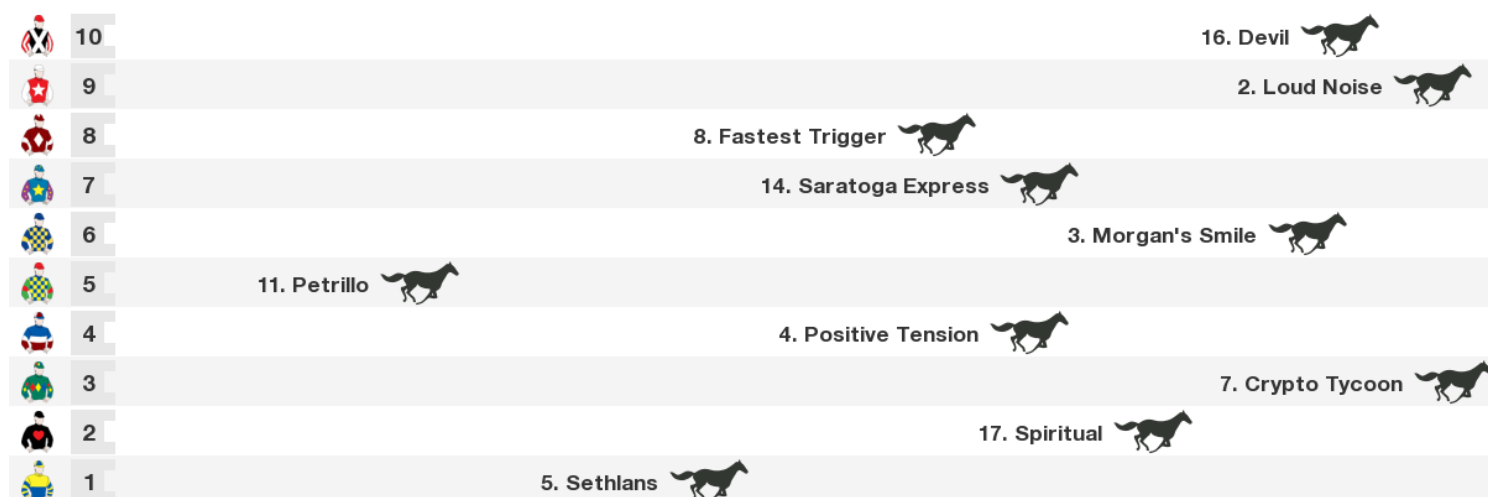 10 16. Devil
9 2. Loud Noise
8 8. Fastest Trigger
7 14. Saratoga Express
6 3. Morgan's Smile
5 11. Petrillo
4 4. Positive Tension
3 7. Crypto Tycoon
2 17. Spiritual
1 5. Sethlans